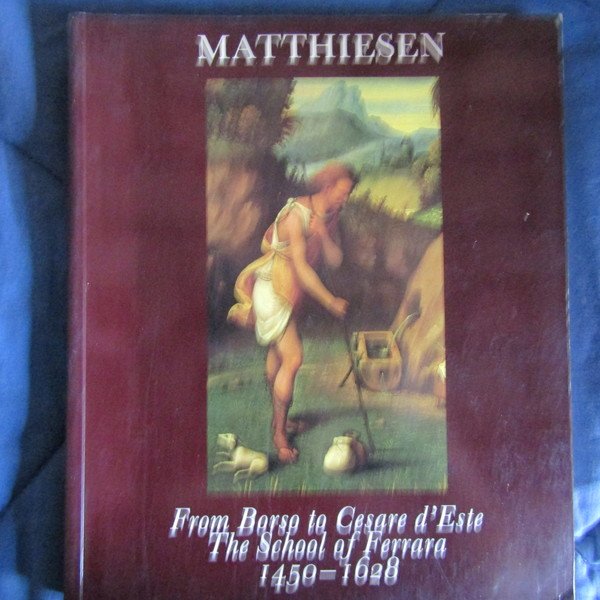 MATTHIESEN
From Borso to Cesare d'Este
The School of Ferrara
1450–1628